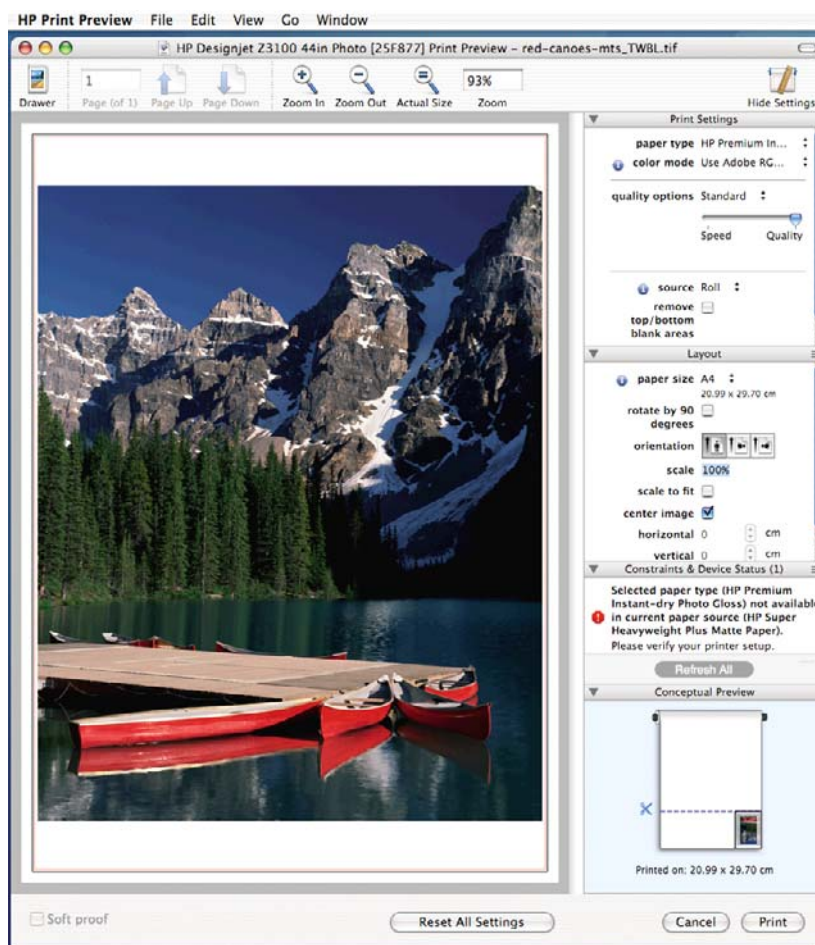 HP Print Preview File Edit View Go Window
HP Designjet Z3100 44in Photo [25F877] Print Preview – red-canoes-mts_TWBL.tif
1
93%
Drawer Page (of 1) Page Up Page Down Zoom In Zoom Out Actual Size Zoom Hide Settings
Print Settings
paper type HP Premium In...
color mode Use Adobe RG...
quality options Standard
Speed Quality
source Roll
remove
top/bottom
blank areas
Layout
paper size A4
20.99 x 29.70 cm
rotate by 90
degrees
orientation
scale 100%
scale to fit
center image
horizontal 0 cm
vertical 0 cm
Constraints & Device Status (1)
Selected paper type (HP Premium
Instant-dry Photo Gloss) not available
in current paper source (HP Super
Heavyweight Plus Matte Paper).
Please verify your printer setup.
Refresh All
Conceptual Preview
Printed on: 20.99 x 29.70 cm
Soft proof Reset All Settings Cancel Print